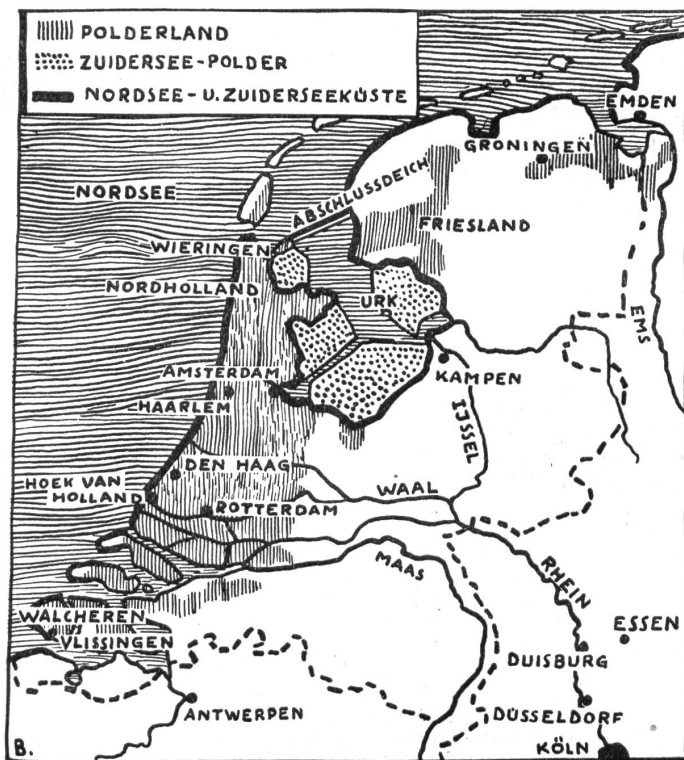 POLDERLAND
ZUIDERSEE-POLDER
NORDSEE-U.ZUIDERSEEKÜSTE
EMDEN
GRONINGEN
NORDSEE
ABSCHLUSSDEICH
FRIESLAND
WIERINGEN
NORDHOLLAND
URK
EMS
AMSTERDAM
KAMPEN
HAARLEM
IJSSEL
DEN HAAG
HOEK VAN
HOLLAND
WAAL
ROTTERDAM
MAAS
RHEIN
WALCHEREN
VLISSINGEN
ESSEN
DUISBURG
ANTWERPEN
DÜSSELDORF
KÖLN
B.